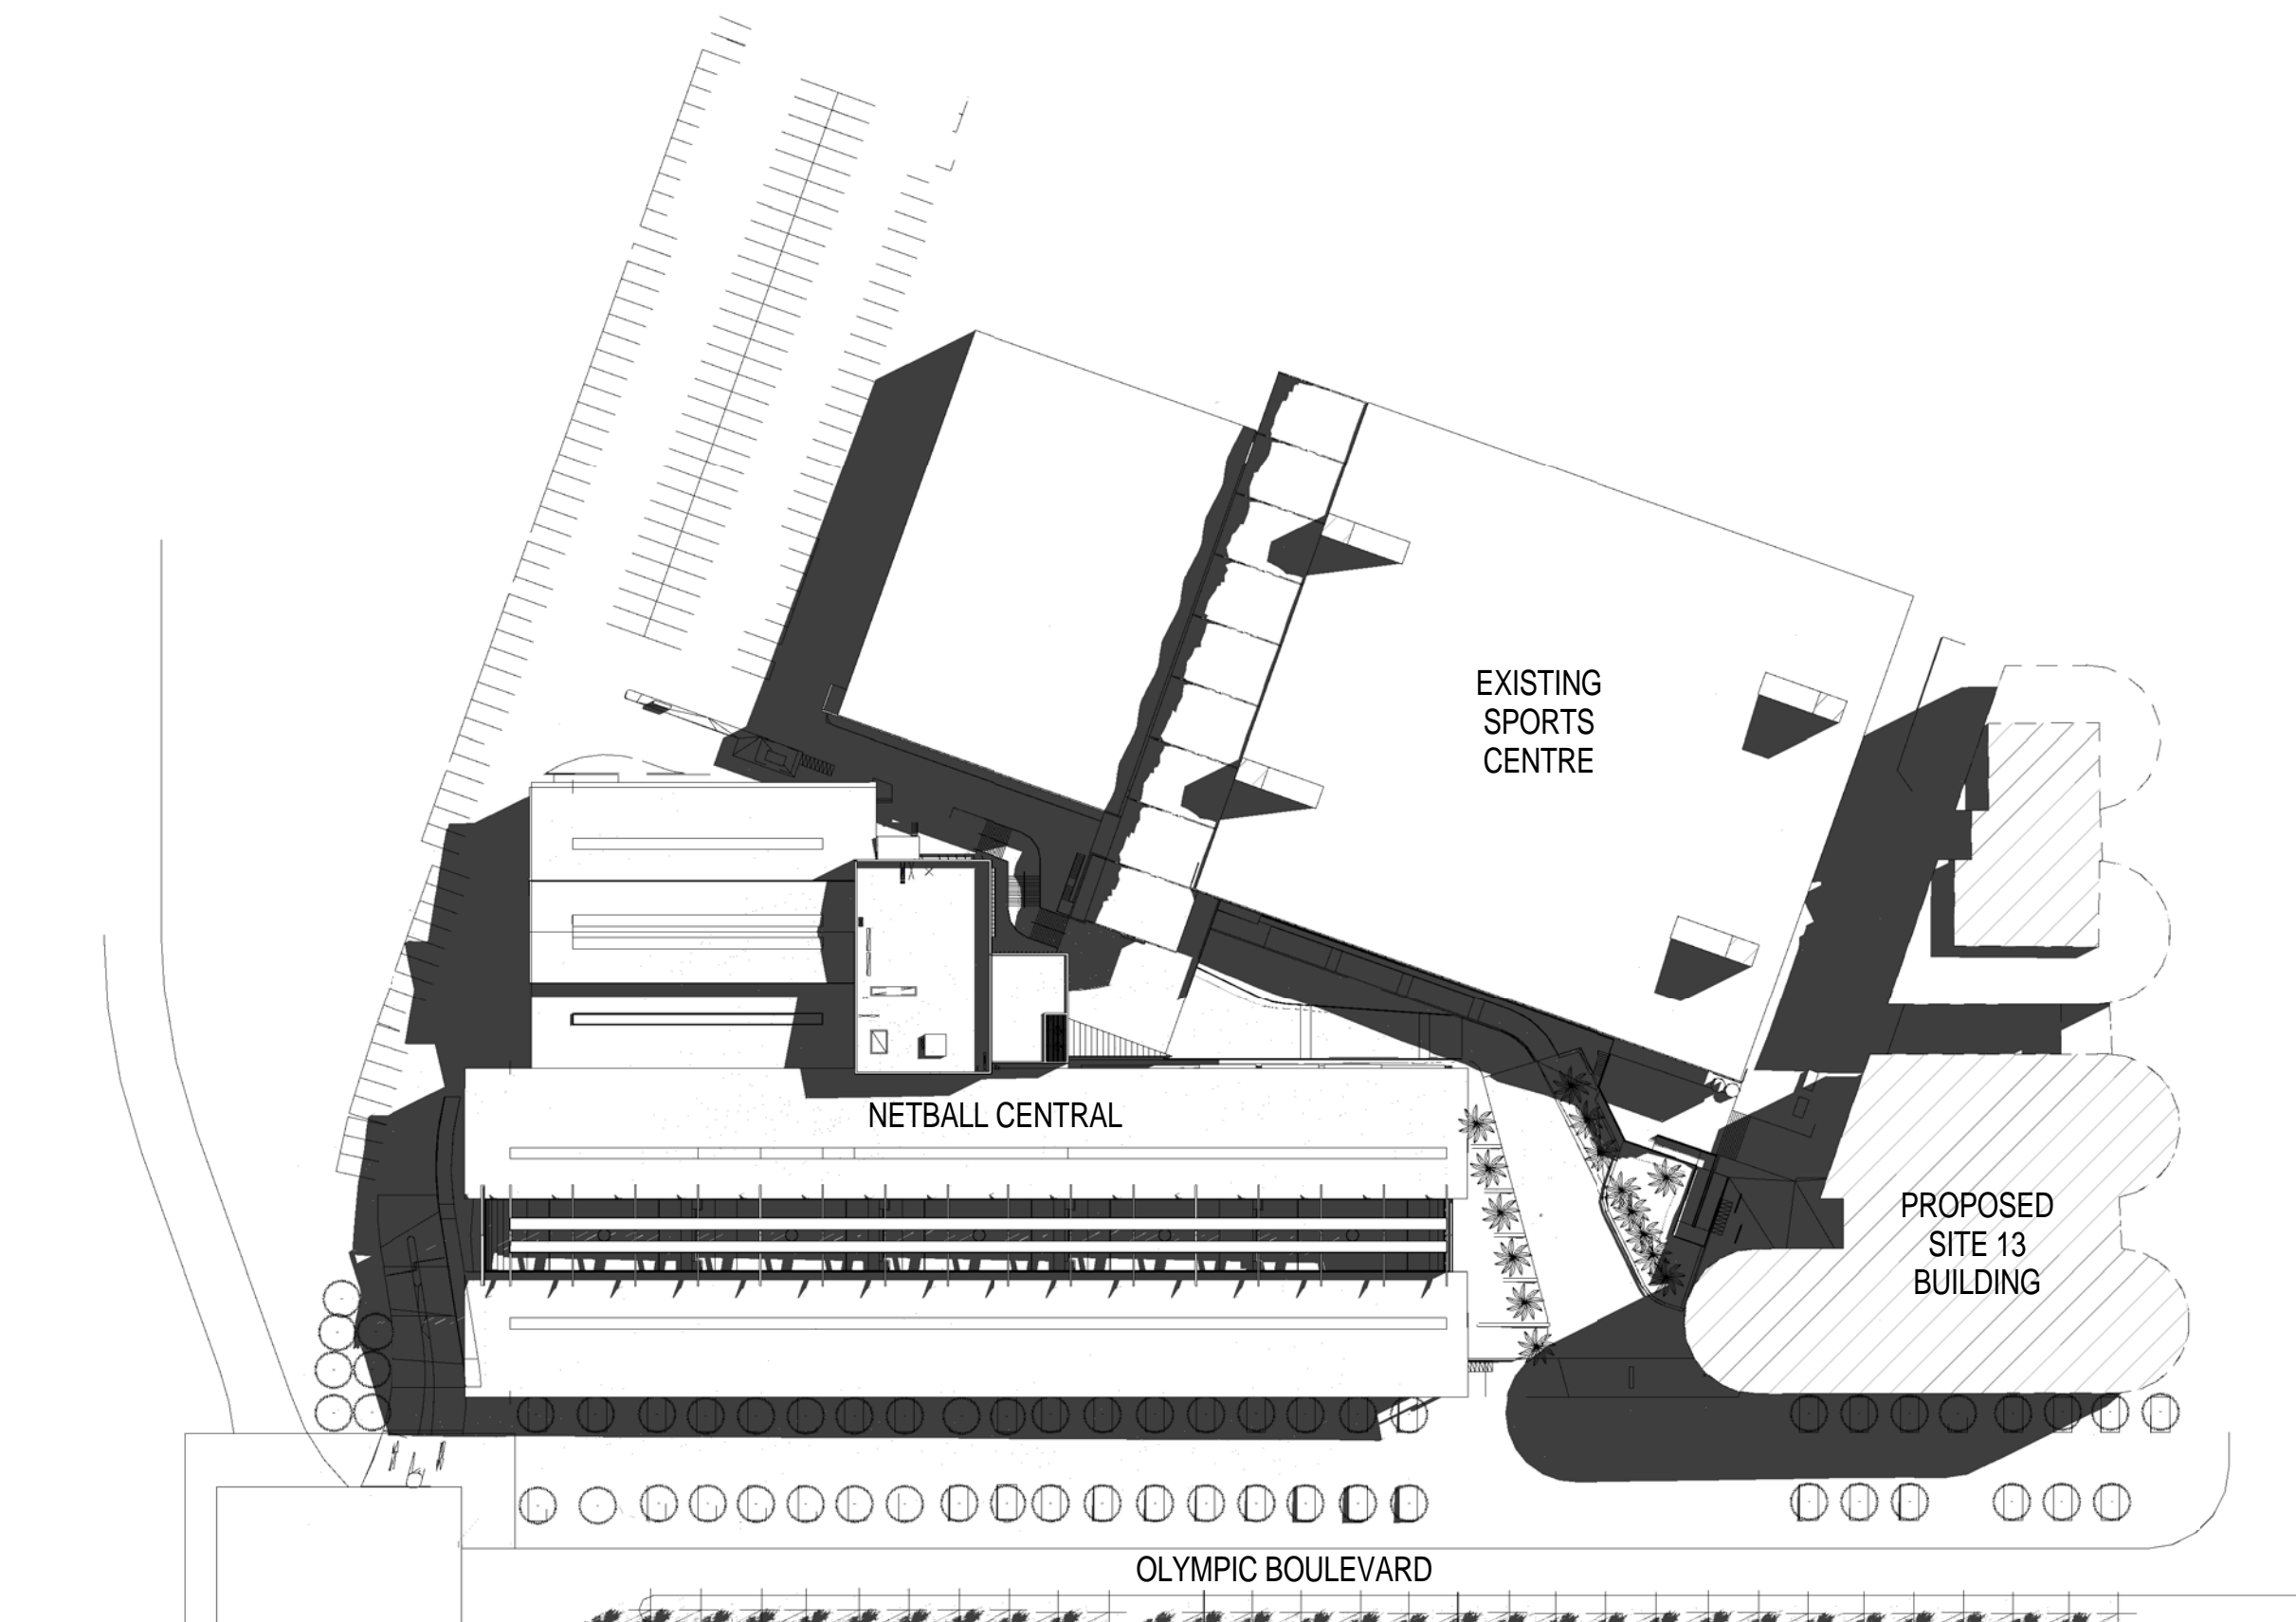 EXISTING
SPORTS
CENTRE
NETBALL CENTRAL
PROPOSED
SITE 13
BUILDING
OLYMPIC BOULEVARD